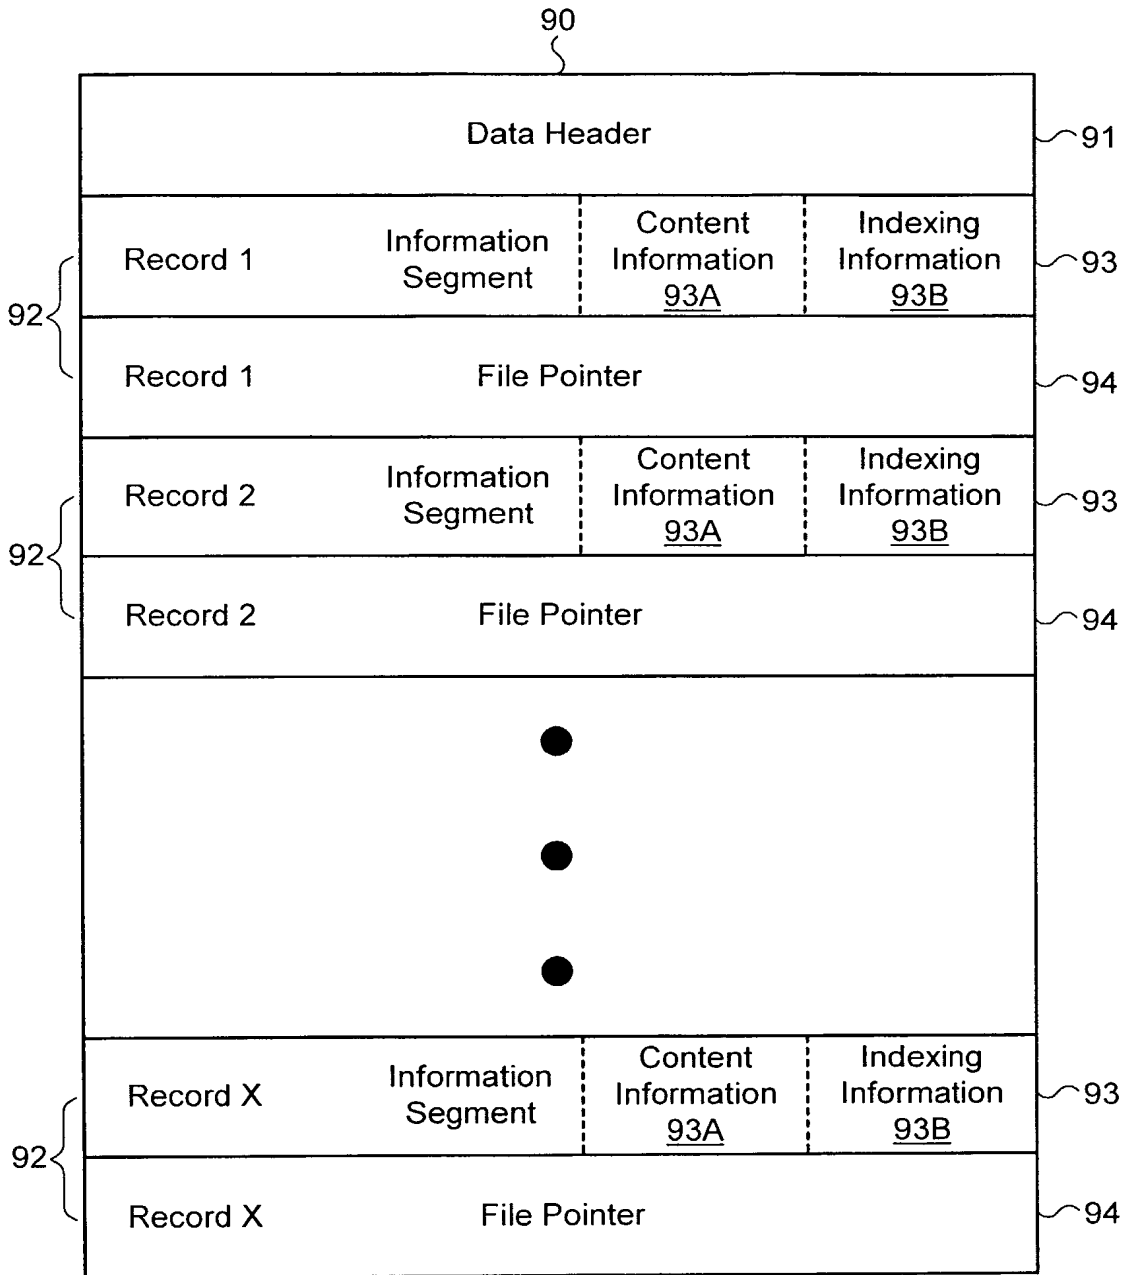 90
Data Header
91
Record 1
Information
Segment
Content
Information
93A
Indexing
Information
93B
93
92
Record 1
File Pointer
94
Record 2
Information
Segment
Content
Information
93A
Indexing
Information
93B
93
92
Record 2
File Pointer
94
Record X
Information
Segment
Content
Information
93A
Indexing
Information
93B
93
92
Record X
File Pointer
94